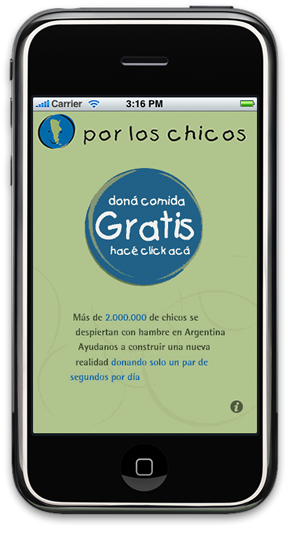 Carrier 3:16 PM
por los chicos
doná comida
Gratis
hacé click acá
Más de 2.000.000 de chicos se
despiertan con hambre en Argentina
Ayudanos a construir una nueva
realidad donando solo un par de
segundos por día
i